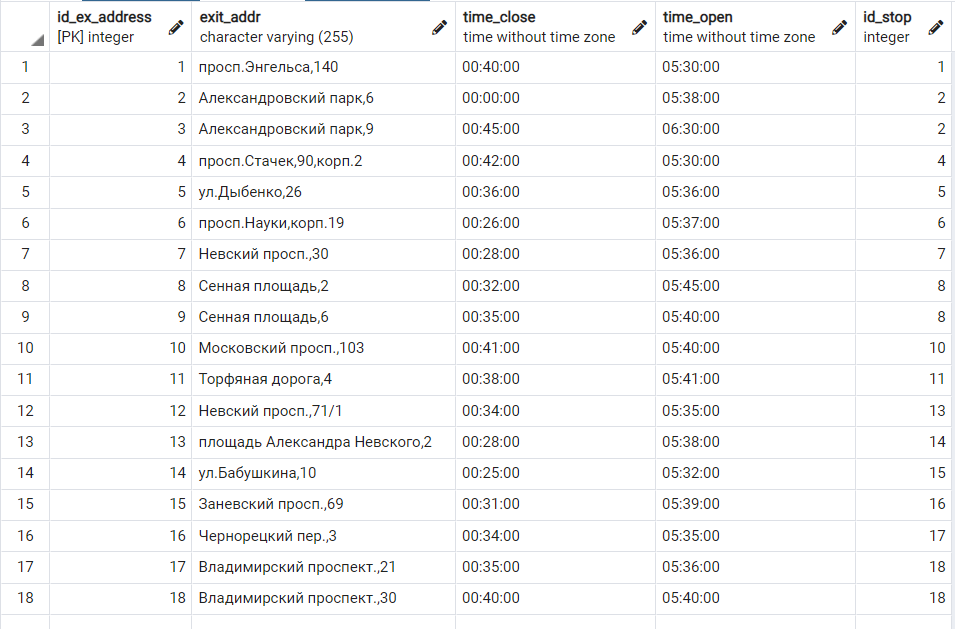 id_ex_address exit_addr time_close time_open id_stop
[PK] integer character varying (255) time without time zone time without time zone integer
1 1 просп.Энгельса,140 00:40:00 05:30:00 1
2 2 Александровский парк,6 00:00:00 05:38:00 2
3 3 Александровский парк,9 00:45:00 06:30:00 2
4 4 просп.Стачек,90,корп.2 00:42:00 05:30:00 4
5 5 ул.Дыбенко,26 00:36:00 05:36:00 5
6 6 просп.Науки,корп.19 00:26:00 05:37:00 6
7 7 Невский просп.,30 00:28:00 05:36:00 7
8 8 Сенная площадь,2 00:32:00 05:45:00 8
9 9 Сенная площадь,6 00:35:00 05:40:00 8
10 10 Московский просп.,103 00:41:00 05:40:00 10
11 11 Торфяная дорога,4 00:38:00 05:41:00 11
12 12 Невский просп.,71/1 00:34:00 05:35:00 13
13 13 площадь Александра Невского,2 00:28:00 05:38:00 14
14 14 ул.Бабушкина,10 00:25:00 05:32:00 15
15 15 Заневский просп.,69 00:31:00 05:39:00 16
16 16 Чернорецкий пер.,3 00:34:00 05:35:00 17
17 17 Владимирский проспект.,21 00:35:00 05:36:00 18
18 18 Владимирский проспект.,30 00:40:00 05:40:00 18